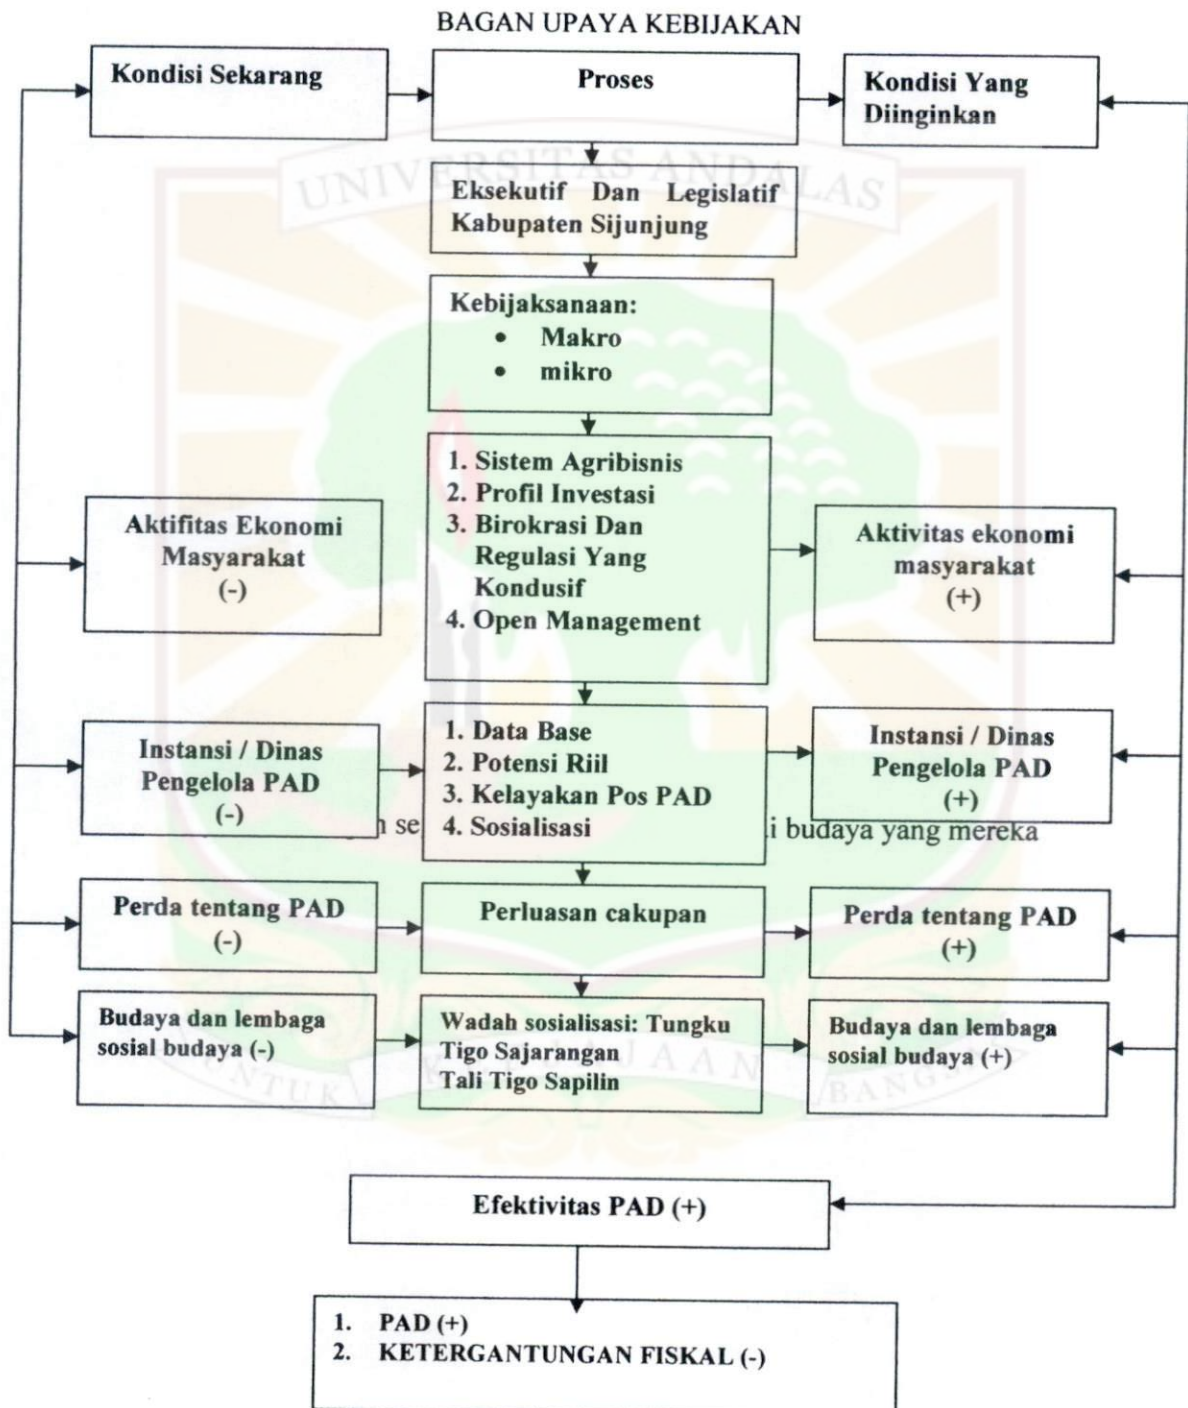 BAGAN UPAYA KEBIJAKAN
Kondisi Sekarang
Proses
Kondisi Yang
Diinginkan
UNIVERSITAS ANDALAS
Eksekutif Dan Legislatif
Kabupaten Sijunjung
Kebijaksanaan:
• Makro
• mikro
1. Sistem Agribisnis
2. Profil Investasi
3. Birokrasi Dan
Regulasi Yang
Kondusif
4. Open Management
Aktifitas Ekonomi
Masyarakat
(-)
Aktivitas ekonomi
masyarakat
(+)
Instansi / Dinas
Pengelola PAD
(-)
1. Data Base
2. Potensi Riil
3. Kelayakan Pos PAD
4. Sosialisasi
Instansi / Dinas
Pengelola PAD
(+)
budaya yang mereka
Perda tentang PAD
(-)
Perluasan cakupan
Perda tentang PAD
(+)
Budaya dan lembaga
sosial budaya (-)
Wadah sosialisasi: Tungku
Tigo Sajarangan
Tali Tigo Sapilin
Budaya dan lembaga
sosial budaya (+)
UNTUK
Efektivitas PAD (+)
1. PAD (+)
2. KETERGANTUNGAN FISKAL (-)